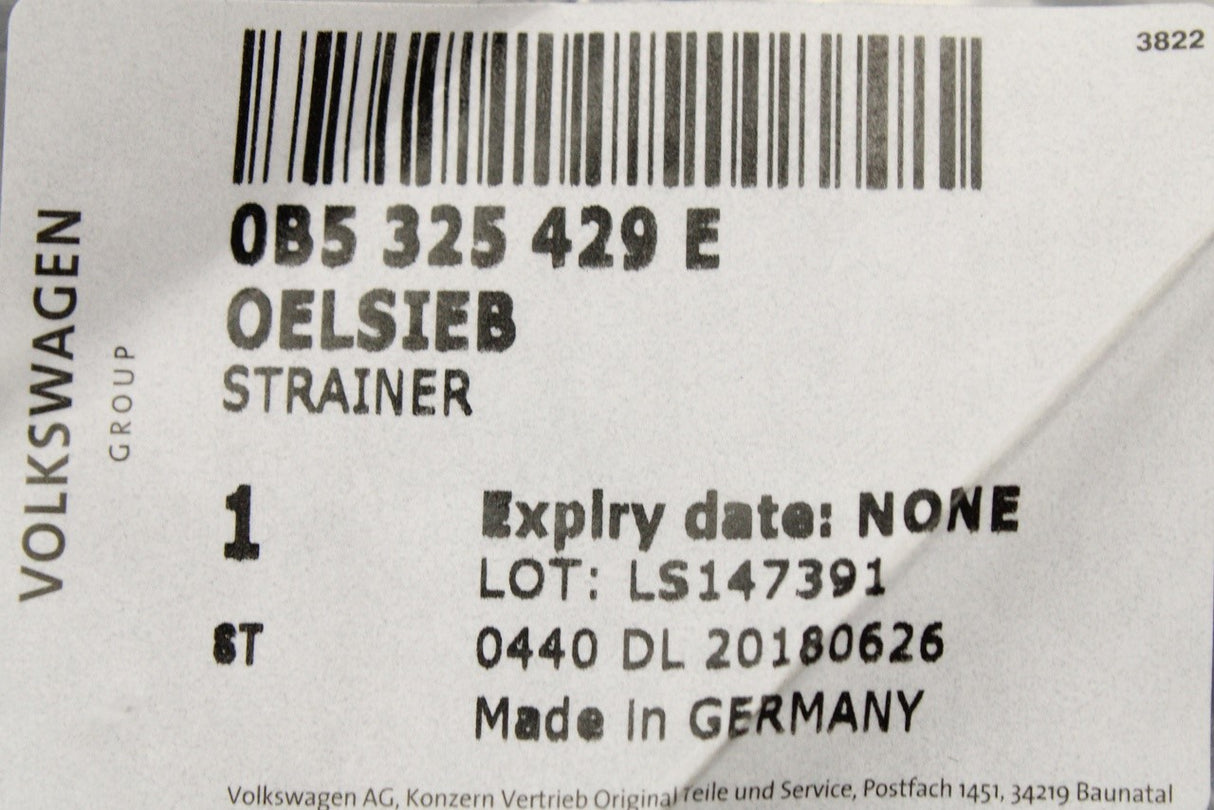 3822
VOLKSWAGEN
GROUP
0B5 325 429 E
OELSIEB
STRAINER
1
Expiry date: NONE
LOT: LS147391
ST
0440 DL 20180626
Made in GERMANY
Volkswagen AG, Konzern Vertrieb Original Teile und Service, Postfach 1451, 34219 Baunatal